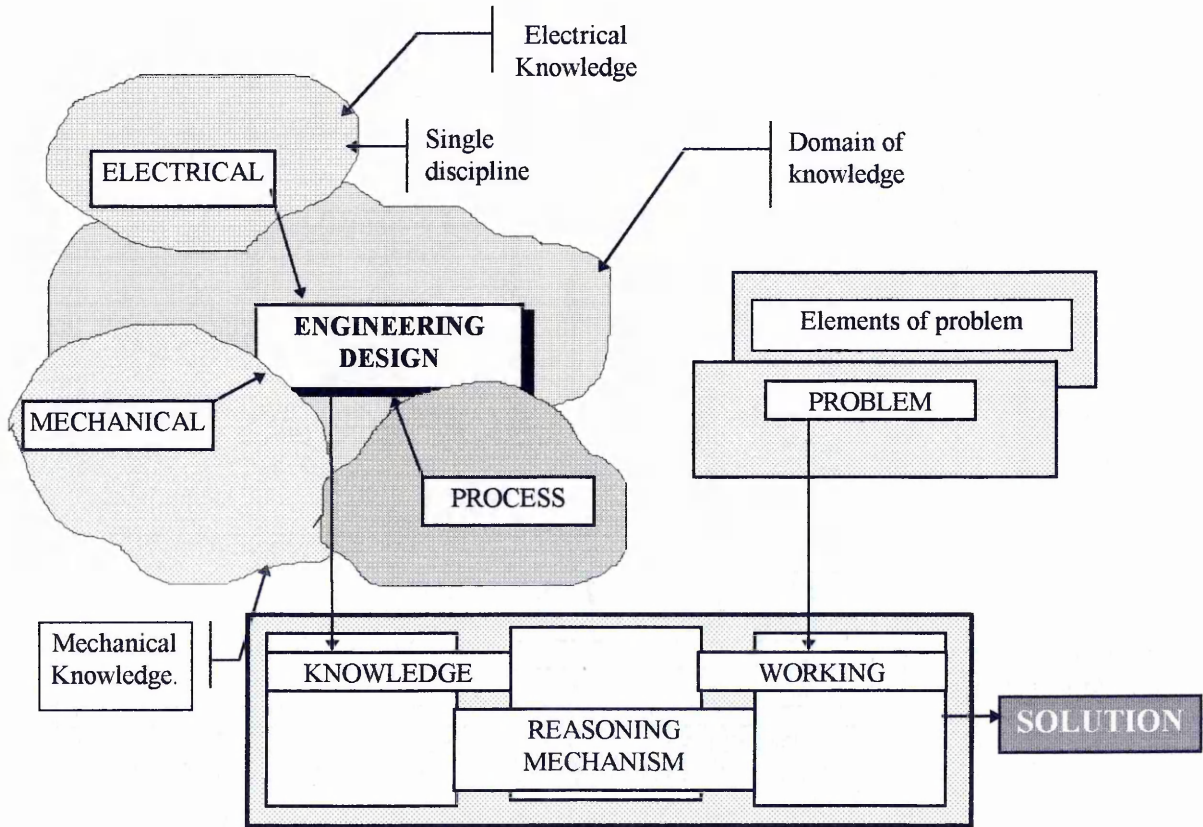 Electrical
Knowledge
Single
discipline
Domain of
knowledge
ELECTRICAL
ENGINEERING
DESIGN
Elements of problem
PROBLEM
MECHANICAL
PROCESS
Mechanical
Knowledge.
KNOWLEDGE
WORKING
REASONING
MECHANISM
SOLUTION